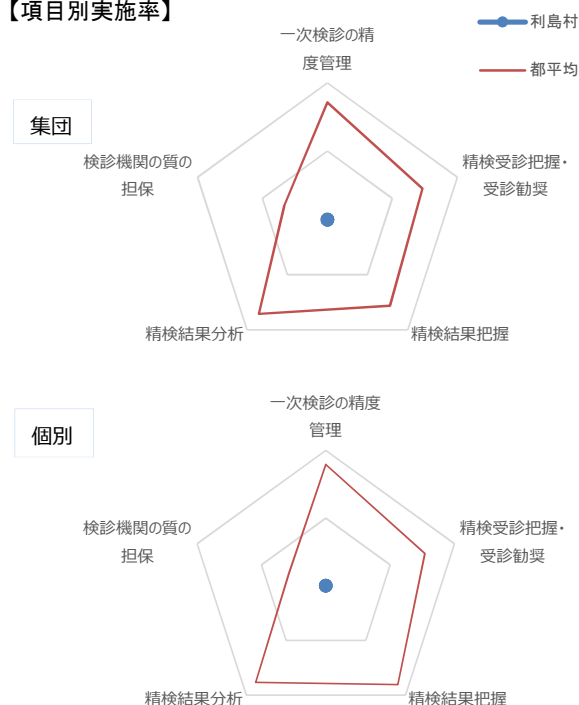 【項目別実施率】
利島村
都平均
集団
一次検診の精
度管理
精検受診把握・
受診勧奨
精検結果把握
精検結果分析
検診機関の質の
担保
個別
一次検診の精度
管理
精検受診把握・
受診勧奨
精検結果把握
精検結果分析
検診機関の質の
担保